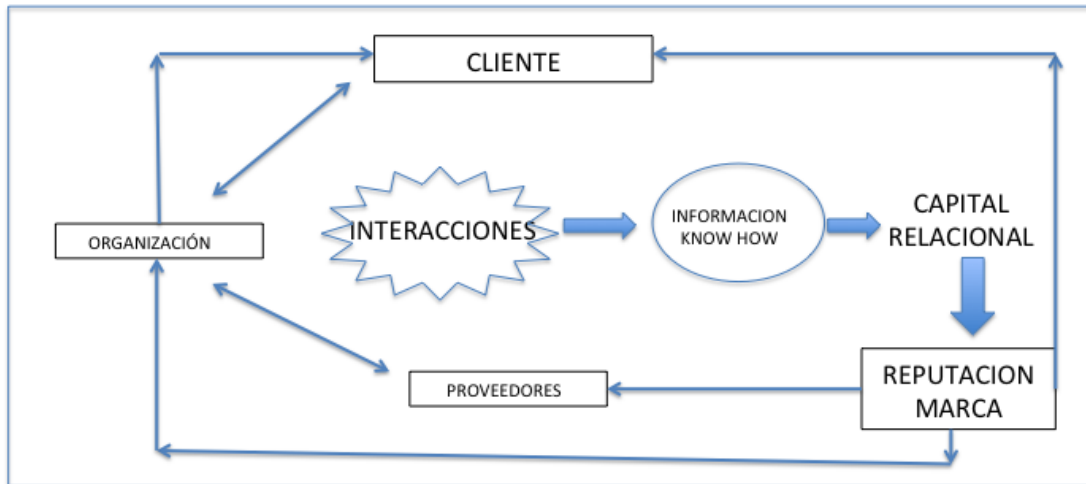 CLIENTE
ORGANIZACIÓN
INTERACCIONES
INFORMACION
KNOW HOW
CAPITAL
RELACIONAL
PROVEEDORES
REPUTACION
MARCA